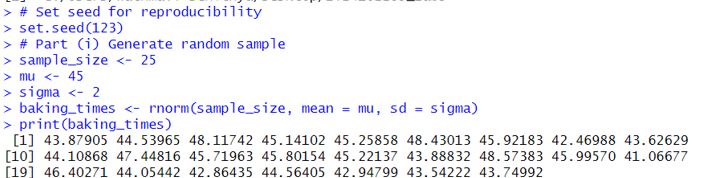 > # Set seed for reproducibility
> set.seed(123)
> # Part (i) Generate random sample
> sample_size <- 25
> mu <- 45
> sigma <- 2
> baking_times <- rnorm(sample_size, mean = mu, sd = sigma)
> print(baking_times)
[1] 43.87905 44.53965 48.11742 45.14102 45.25858 48.43013 45.92183 42.46988 43.62629
[10] 44.10868 47.44816 45.71963 45.80154 45.22137 43.88832 48.57383 45.99570 41.06677
[19] 46.40271 44.05442 42.86435 44.56405 42.94799 43.54222 43.74992